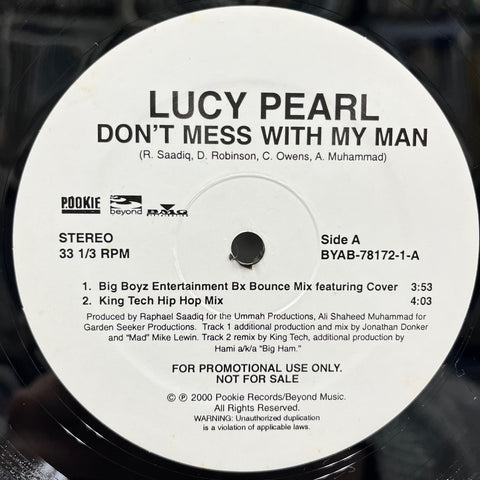 LUCY PEARL
DON'T MESS WITH MY MAN
(R. Saadiq, D. Robinson, C. Owens, A. Muhammad)
POOKIE beyond BMG
STEREO
33 1/3 RPM
Side A
BYAB-78172-1-A
1. Big Boyz Entertainment Bx Bounce Mix featuring Cover 3:53
2. King Tech Hip Hop Mix 4:03
Produced by Raphael Saadiq for the Ummah Productions, Ali Shaheed Muhammad for
Garden Seeker Productions. Track 1 additional production and mix by Jonathan Donker
and "Mad" Mike Lewin. Track 2 remix by King Tech, additional production by
Hami a/k/a "Big Ham."
FOR PROMOTIONAL USE ONLY.
NOT FOR SALE
© ℗ 2000 Pookie Records/Beyond Music.
All Rights Reserved.
WARNING: Unauthorized duplication
is a violation of applicable laws.